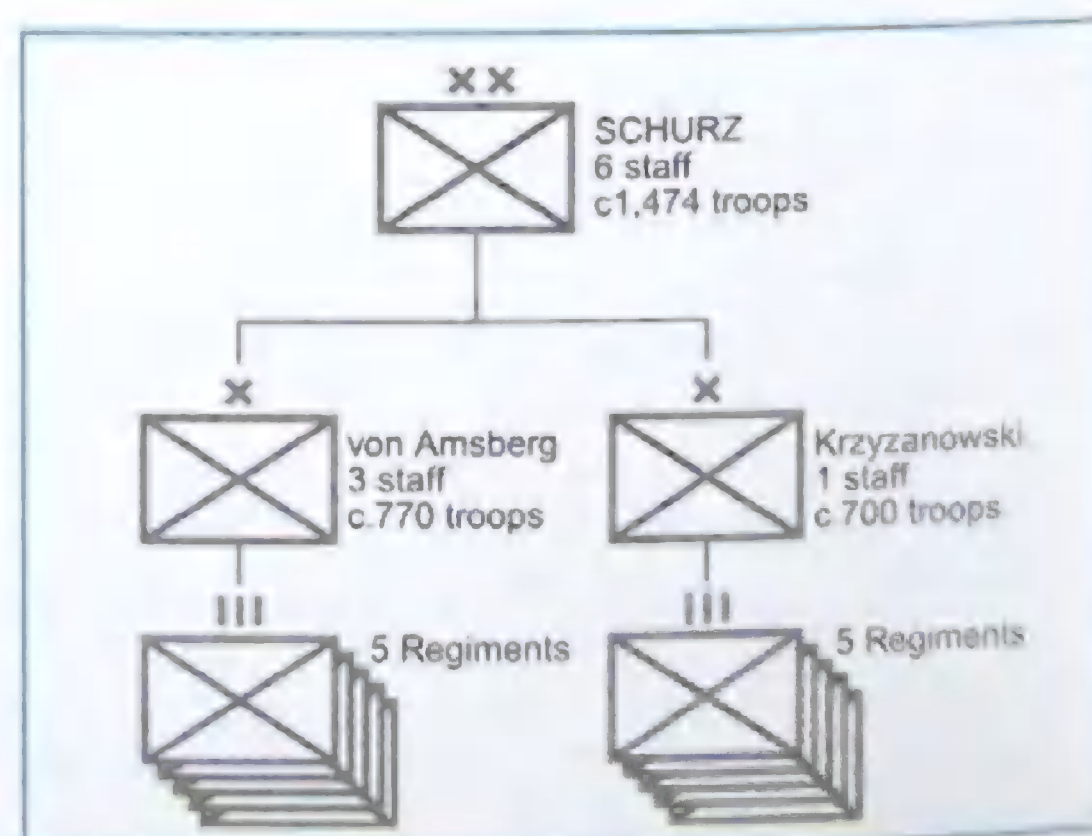 XX
SCHURZ
6 staff
c1,474 troops
X
von Amsberg
3 staff
c.770 troops
X
Krzyzanowski
1 staff
c 700 troops
III
5 Regiments
III
5 Regiments